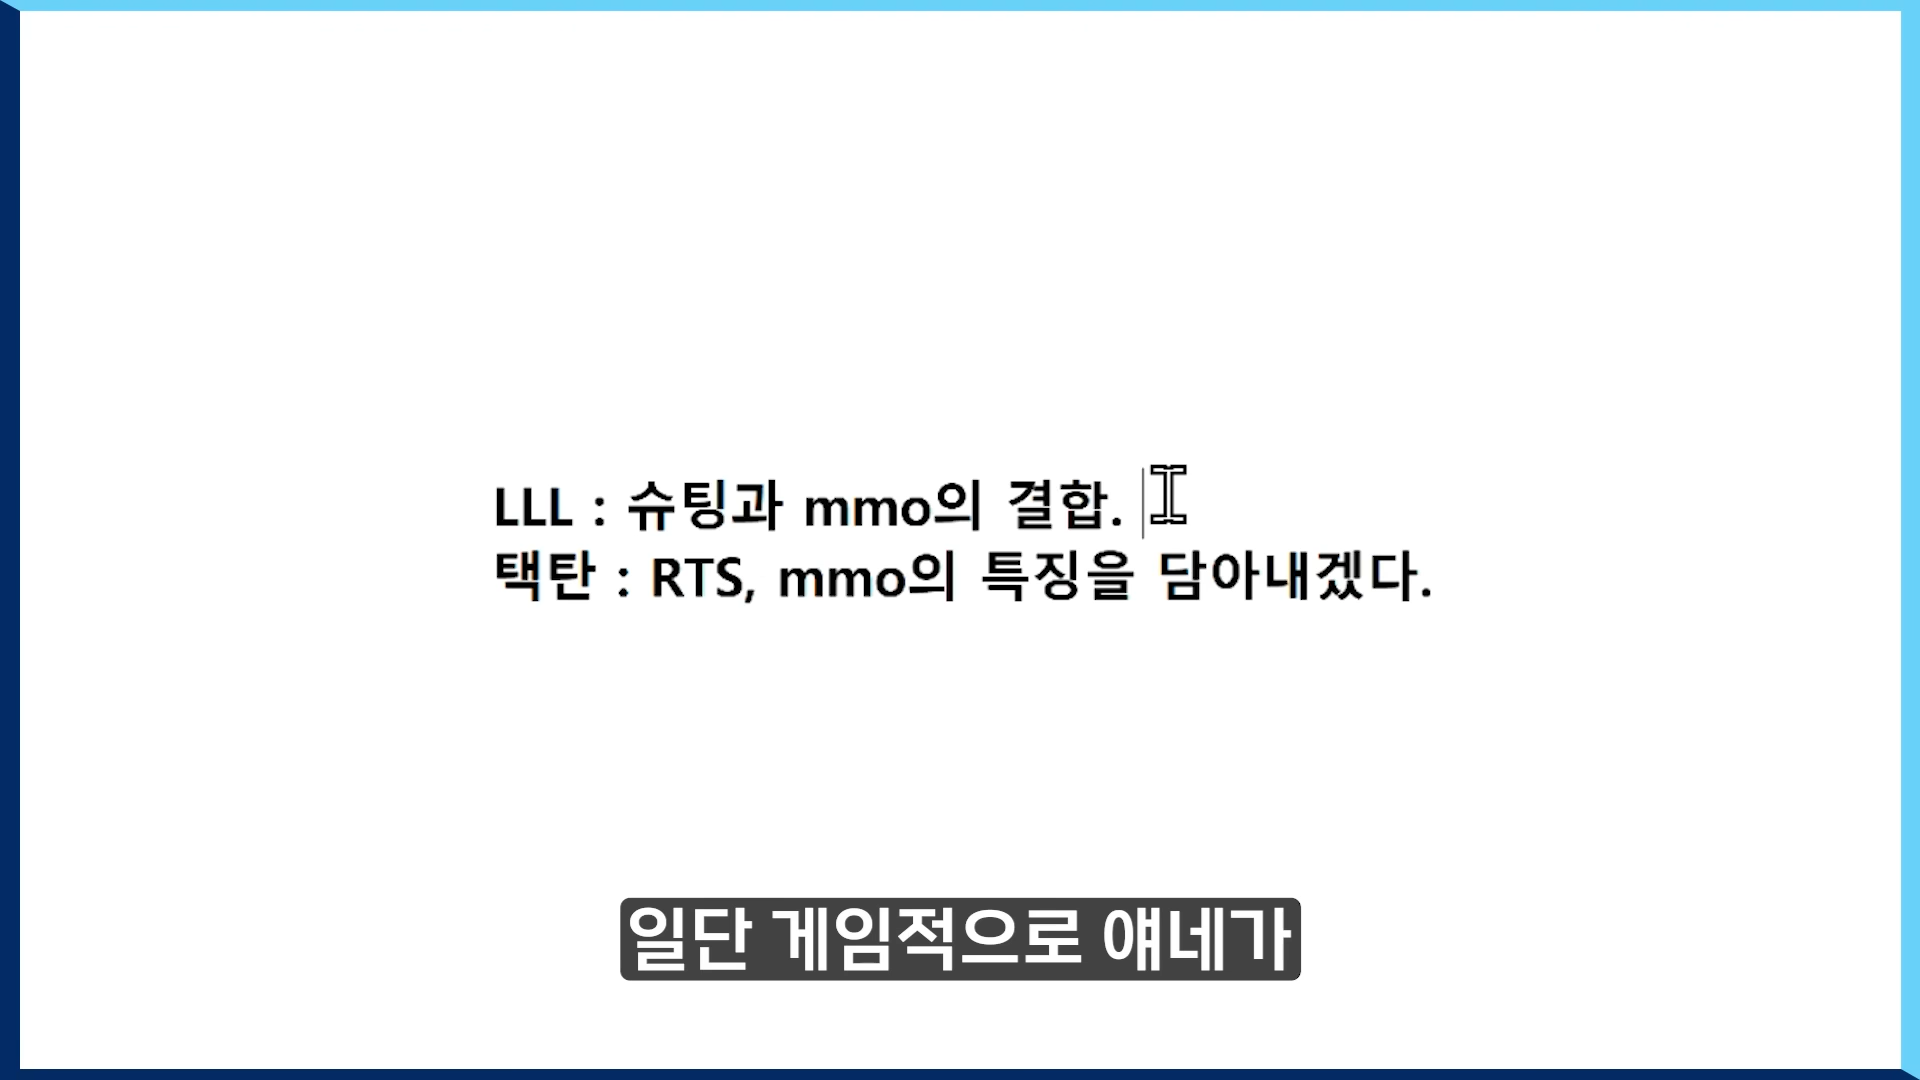 LLL : 슈팅과 mmo의 결합.
택탄 : RTS, mmo의 특징을 담아내겠다.
일단 게임적으로 얘네가